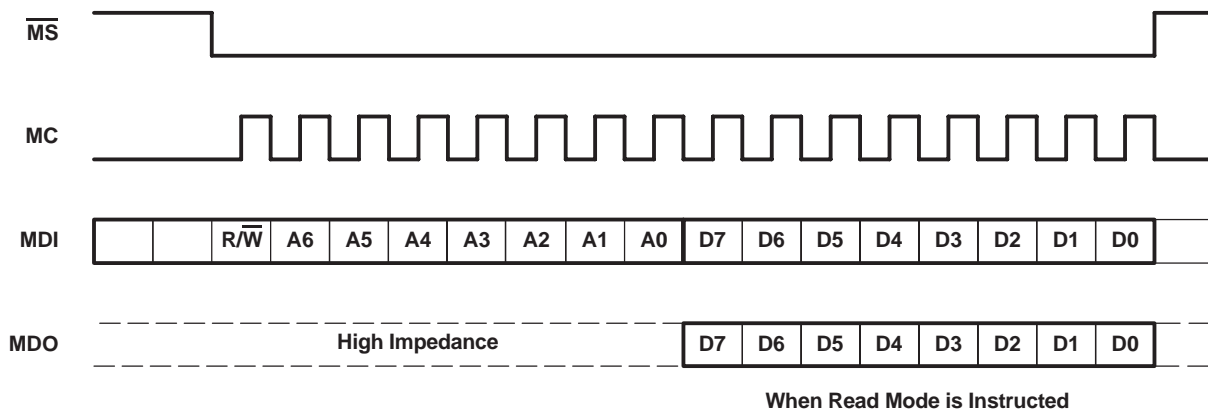 M̅S̅
MC
MDI R/W̅ A6 A5 A4 A3 A2 A1 A0 D7 D6 D5 D4 D3 D2 D1 D0
MDO High Impedance D7 D6 D5 D4 D3 D2 D1 D0
When Read Mode is Instructed